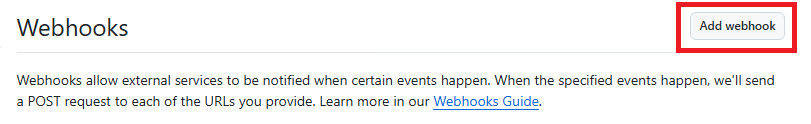 Webhooks
Add webhook
Webhooks allow external services to be notified when certain events happen. When the specified events happen, we'll send
a POST request to each of the URLs you provide. Learn more in our Webhooks Guide.